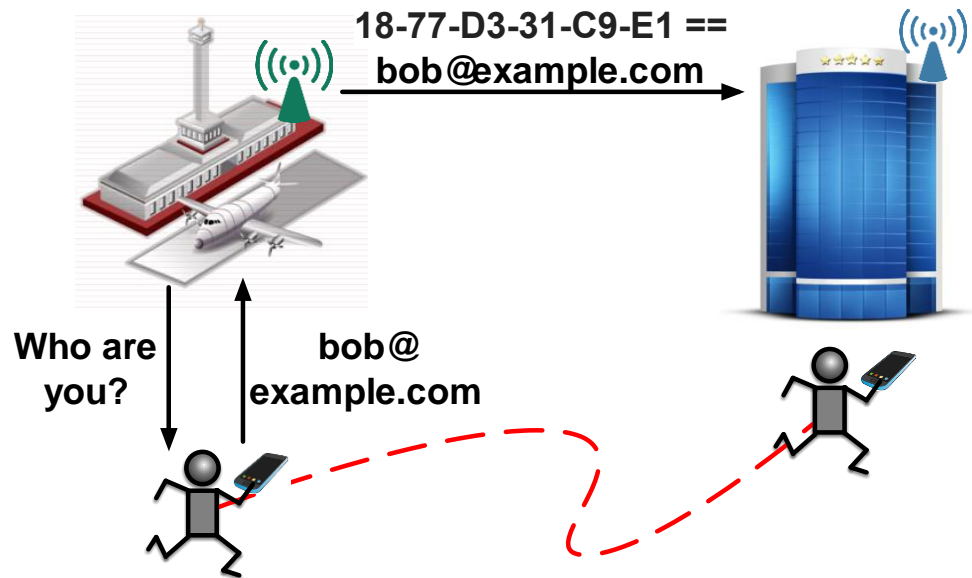 18-77-D3-31-C9-E1 ==
bob@example.com
Who are
you?
bob@
example.com